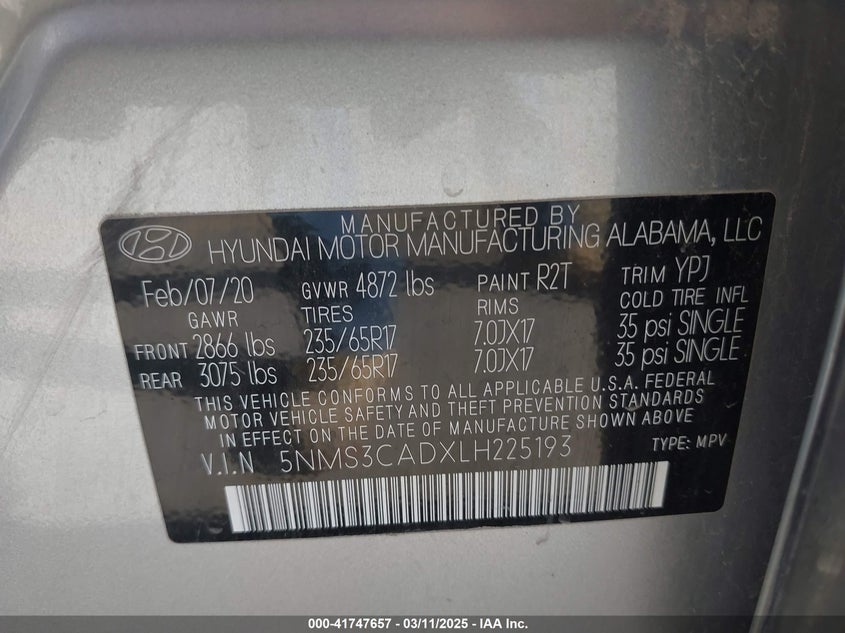 MANUFACTURED BY
HYUNDAI MOTOR MANUFACTURING ALABAMA, LLC
Feb/07/20 GVWR 4872 lbs PAINT R2T TRIM YPJ
GAWR TIRES RIMS COLD TIRE INFL
FRONT 2866 lbs 235/65R17 7.0JX17 35 psi SINGLE
REAR 3075 lbs 235/65R17 7.0JX17 35 psi SINGLE
THIS VEHICLE CONFORMS TO ALL APPLICABLE U.S.A. FEDERAL
MOTOR VEHICLE SAFETY AND THEFT PREVENTION STANDARDS
IN EFFECT ON THE DATE OF MANUFACTURE SHOWN ABOVE
V.I.N 5NMS3CADXLH225193 TYPE: MPV
000-41747657 - 03/11/2025 - IAA Inc.